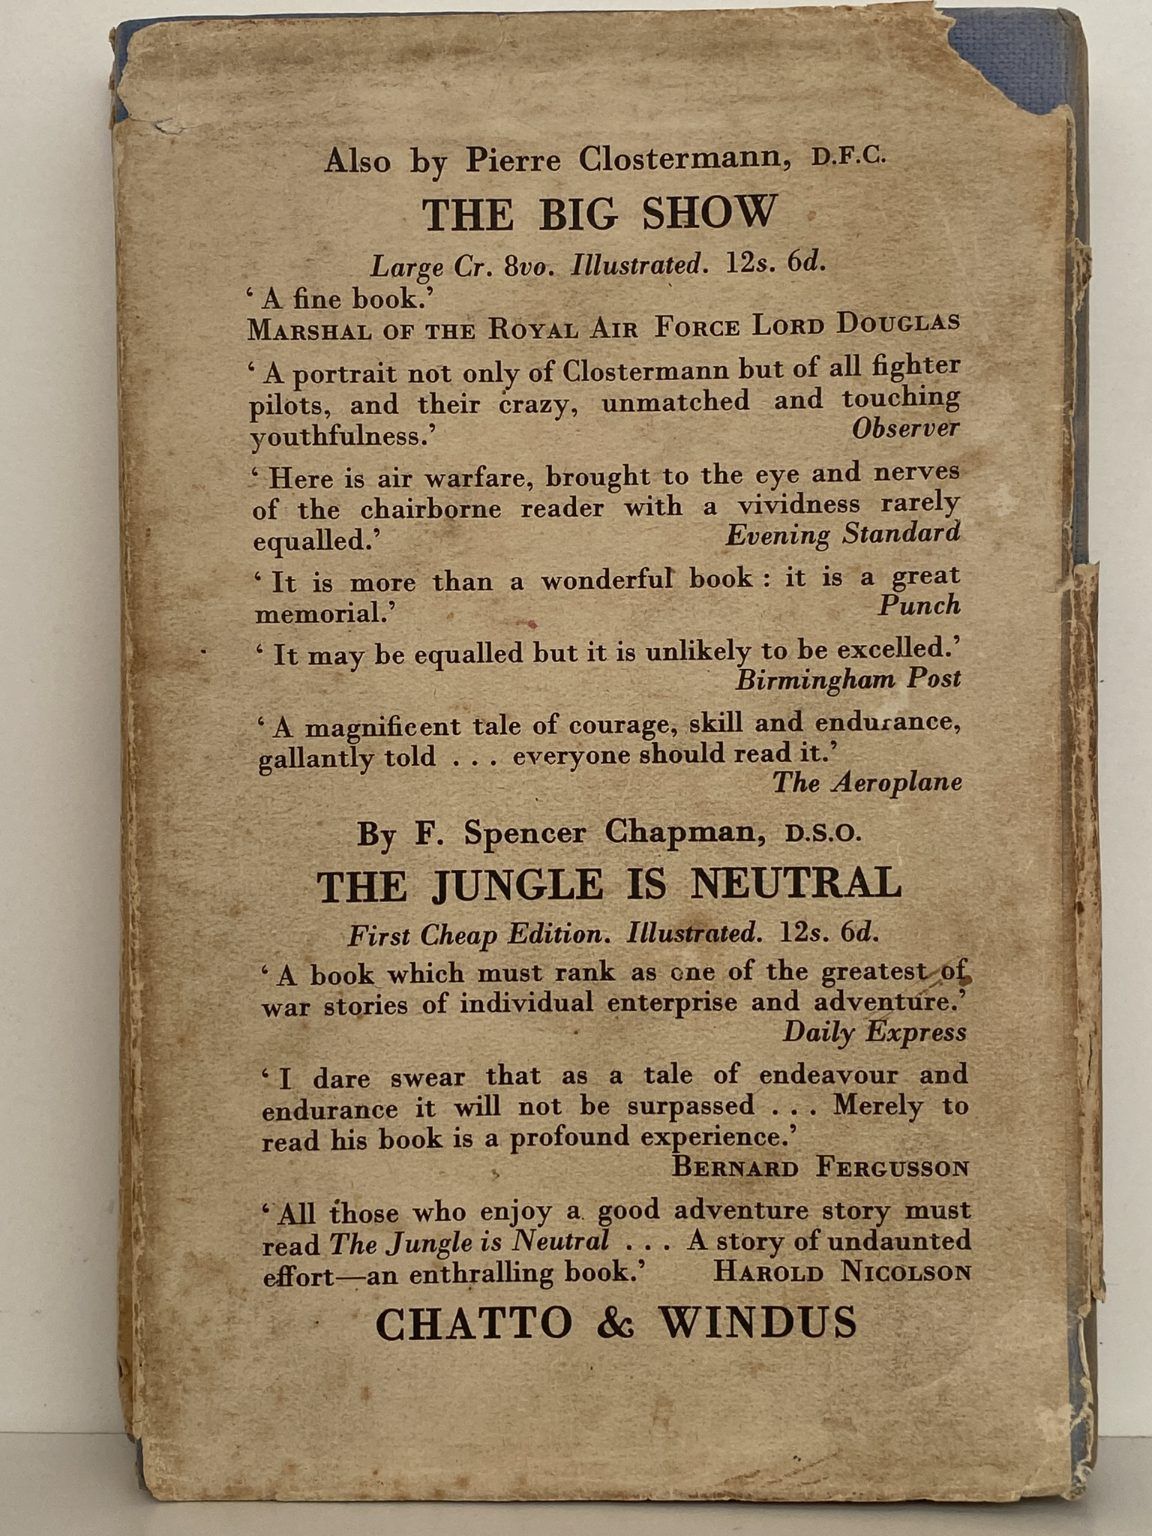 Also by Pierre Clostermann, D.F.C.
THE BIG SHOW
Large Cr. 8vo. Illustrated. 12s. 6d.
‘ A fine book.’
MARSHAL OF THE ROYAL AIR FORCE LORD DOUGLAS
‘ A portrait not only of Clostermann but of all fighter
pilots, and their crazy, unmatched and touching
youthfulness.’ Observer
‘ Here is air warfare, brought to the eye and nerves
of the chairborne reader with a vividness rarely
equalled.’ Evening Standard
‘ It is more than a wonderful book : it is a great
memorial.’ Punch
‘ It may be equalled but it is unlikely to be excelled.’
Birmingham Post
‘ A magnificent tale of courage, skill and endurance,
gallantly told . . . everyone should read it.’
The Aeroplane
By F. Spencer Chapman, D.S.O.
THE JUNGLE IS NEUTRAL
First Cheap Edition. Illustrated. 12s. 6d.
‘ A book which must rank as one of the greatest of
war stories of individual enterprise and adventure.’
Daily Express
‘ I dare swear that as a tale of endeavour and
endurance it will not be surpassed . . . Merely to
read his book is a profound experience.’
BERNARD FERGUSSON
‘ All those who enjoy a good adventure story must
read The Jungle is Neutral . . . A story of undaunted
effort—an enthralling book.’ HAROLD NICOLSON
CHATTO & WINDUS